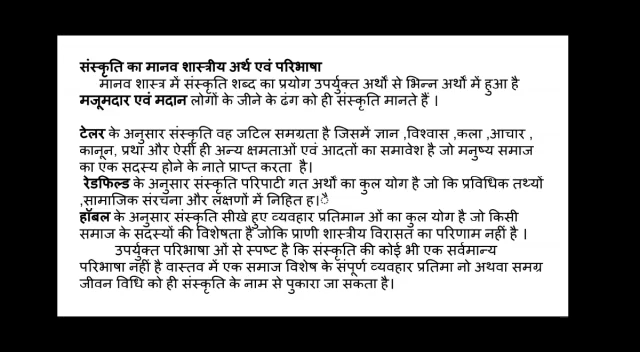 संस्कृति का मानव शास्त्रीय अर्थ एवं परिभाषा
मानव शास्त्र में संस्कृति शब्द का प्रयोग उपर्युक्त अर्थों से भिन्न अर्थों में हुआ है
मजूमदार एवं मदान लोगों के जीने के ढंग को ही संस्कृति मानते हैं ।
टेलर के अनुसार संस्कृति वह जटिल समग्रता है जिसमें ज्ञान ,विश्वास ,कला ,आचार ,
कानून, प्रथा और ऐसी ही अन्य क्षमताओं एवं आदतों का समावेश है जो मनुष्य समाज
का एक सदस्य होने के नाते प्राप्त करता है।
रेडफिल्ड के अनुसार संस्कृति परिपाटी गत अर्थों का कुल योग है जो कि प्रविधिक तथ्यों
,सामाजिक संरचना और लक्षणों में निहित ह।ै
हॉबल के अनुसार संस्कृति सीखे हुए व्यवहार प्रतिमान ओं का कुल योग है जो किसी
समाज के सदस्यों की विशेषता है जोकि प्राणी शास्त्रीय विरासत का परिणाम नहीं है ।
उपर्युक्त परिभाषा ओं से स्पष्ट है कि संस्कृति की कोई भी एक सर्वमान्य
परिभाषा नहीं है वास्तव में एक समाज विशेष के संपूर्ण व्यवहार प्रतिमा नो अथवा समग्र
जीवन विधि को ही संस्कृति के नाम से पुकारा जा सकता है।